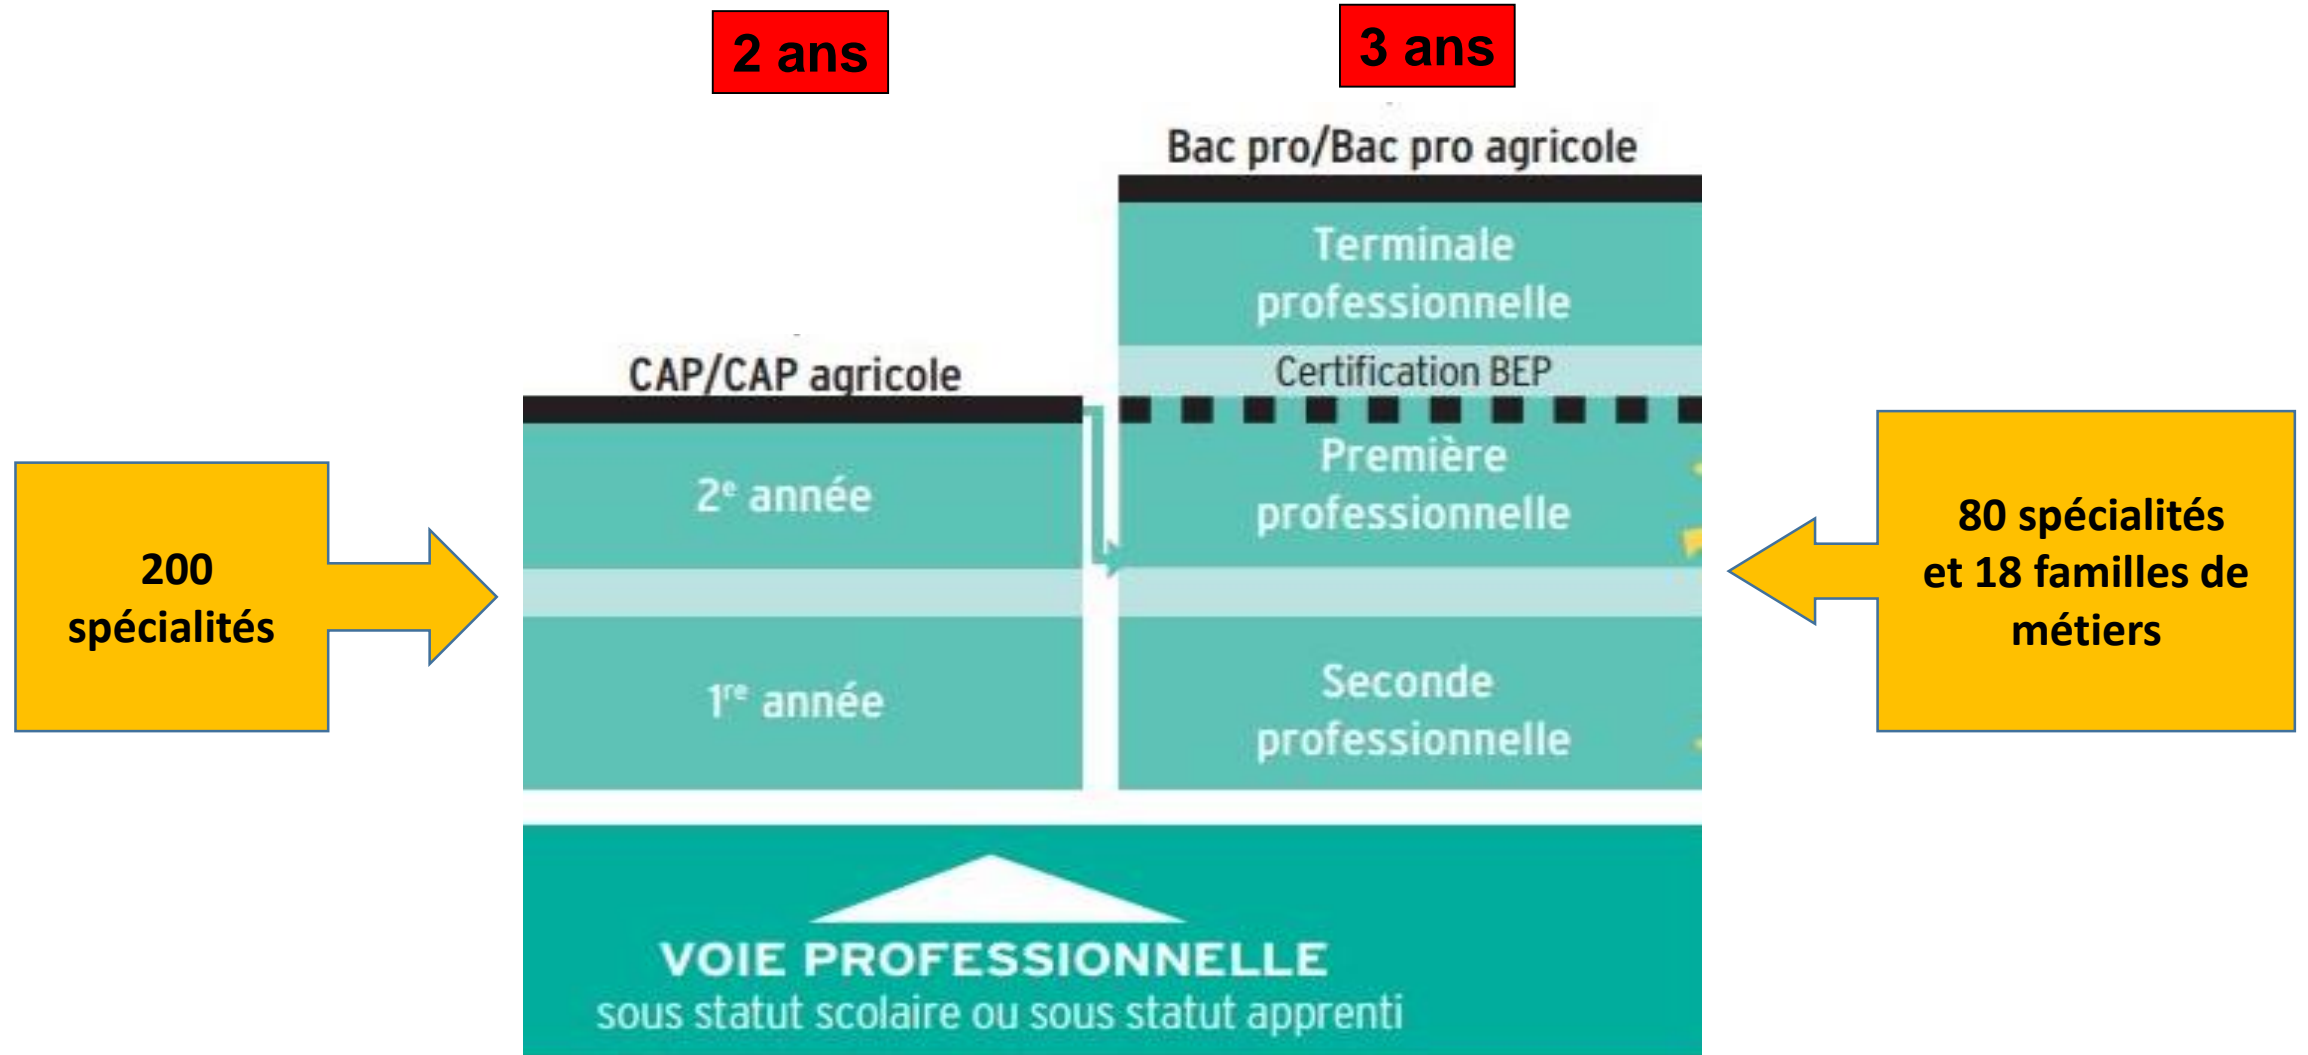 2 ans
3 ans
Bac pro/Bac pro agricole
Terminale
professionnelle
Certification BEP
CAP/CAP agricole
2e année
Première
professionnelle
200
spécialités
80 spécialités
et 18 familles de
métiers
1re année
Seconde
professionnelle
VOIE PROFESSIONNELLE
sous statut scolaire ou sous statut apprenti